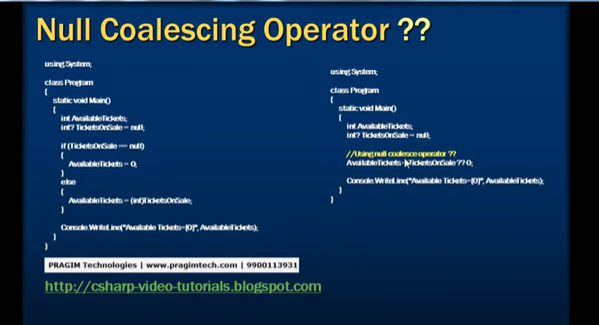 Null Coalescing Operator ??
using System;
class Program
{
static void Main()
{
int AvailableTickets;
int? TicketsOnSale = null;
if (TicketsOnSale == null)
{
AvailableTickets = 0;
}
else
{
AvailableTickets = (int)TicketsOnSale;
}
Console.WriteLine("Available Tickets={0}", AvailableTickets);
}
}
using System;
class Program
{
static void Main()
{
int AvailableTickets;
int? TicketsOnSale = null;
//Using null coalesce operator ??
AvailableTickets = TicketsOnSale ?? 0;
Console.WriteLine("Available Tickets={0}", AvailableTickets);
}
}
PRAGIM Technologies | www.pragimtech.com | 9900113931
http://csharp-video-tutorials.blogspot.com